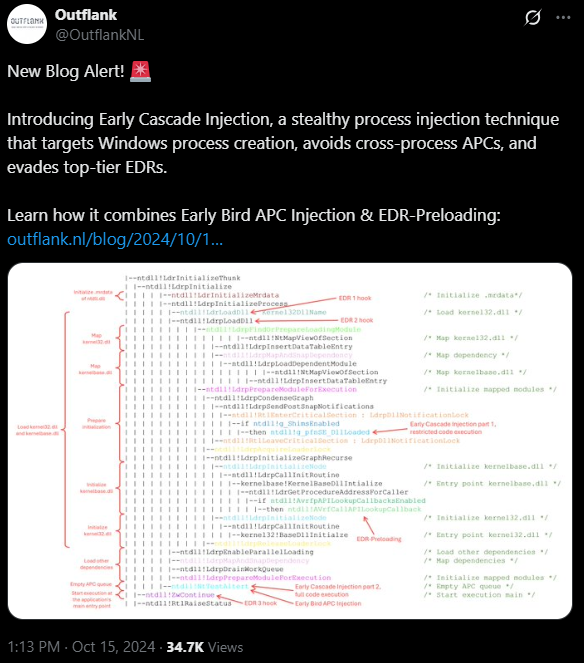 Outflank
@OutflankNL
New Blog Alert! 🚨
Introducing Early Cascade Injection, a stealthy process injection technique
that targets Windows process creation, avoids cross-process APCs, and
evades top-tier EDRs.
Learn how it combines Early Bird APC Injection & EDR-Preloading:
outflank.nl/blog/2024/10/1...
|--ntdll!LdrInitializeThunk
| |--ntdll!LdrpInitialize
Initialize .mrdata of ntdll.dll
| | | |--ntdll!LdrpInitializeMrdata /* Initialize .mrdata*/
| | | |--ntdll!LdrpInitializeProcess
EDR 1 hook
|--ntdll!LdrLoadDll : Kernel32DllName /* Load kernel32.dll */
|--ntdll!LdrpLoadDll
EDR 2 hook
|--ntdll!LdrpFindOrPrepareLoadingModule
Map kernel32.dll
|--ntdll!NtMapViewOfSection /* Map kernel32.dll */
|--ntdll!LdrpInsertDataTableEntry
|--ntdll!LdrpMapAndSnapDependency /* Map dependency */
Map kernelbase.dll
|--ntdll!LdrpLoadDependentModule
|--ntdll!NtMapViewOfSection /* Map kernelbase.dll */
|--ntdll!LdrpInsertDataTableEntry
|--ntdll!LdrpPrepareModuleForExecution /* Initialize mapped modules */
|--ntdll!LdrpCondenseGraph
|--ntdll!LdrpSendPostSnapNotifications
Prepare initialization
|--ntdll!RtlEnterCriticalSection : LdrpDllNotificationLock
|--if ntdll!g_ShimsEnabled
|--then ntdll!g_pfnSE_DllLoaded
Early Cascade Injection part 1, restricted code execution
|--ntdll!RtlLeaveCriticalSection : LdrpDllNotificationLock
Load kernel32.dll and kernelbase.dll
|--ntdll!LdrpAcquireLoaderLock
|--ntdll!LdrpInitializeGraphRecurse
|--ntdll!LdrpInitializeNode /* Initialize kernelbase.dll */
|--ntdll!LdrpCallInitRoutine
Initialize kernelbase.dll
|--kernelbase!KernelBaseDllIntialize /* Entry point kernelbase.dll */
|--ntdll!LdrGetProcedureAddressForCaller
|--if ntdll!AvrfpAPILookupCallbacksEnabled
|--then ntdll!AVrfCallAPILookupCallback
EDR-Preloading
|--ntdll!LdrpInitializeNode /* Initialize kernel32.dll */
Initialize kernel32.dll
|--ntdll!LdrpCallInitRoutine
|--kernel32!BaseDllInitialze /* Entry point kernel32.dll */
|--ntdll!LdrpReleaseLoaderLock
|--ntdll!LdrpEnableParallelLoading /* Load other dependencies */
Load other dependencies
|--ntdll!LdrpMapAndSnapDependency /* Map dependencies */
|--ntdll!LdrpDrainWorkQueue
|--ntdll!LdrpPrepareModuleForExecution /* Initialize mapped modules */
Empty APC queue
|--ntdll!NtTestAlert /* Empty APC queue */
Early Cascade Injection part 2, full code execution
Start execution at the application's main entry point
|--ntdll!ZwContinue /* Start execution main */
|--ntdll!RtlRaiseStatus
EDR 3 hook
Early Bird APC Injection
1:13 PM · Oct 15, 2024 · 34.7K Views